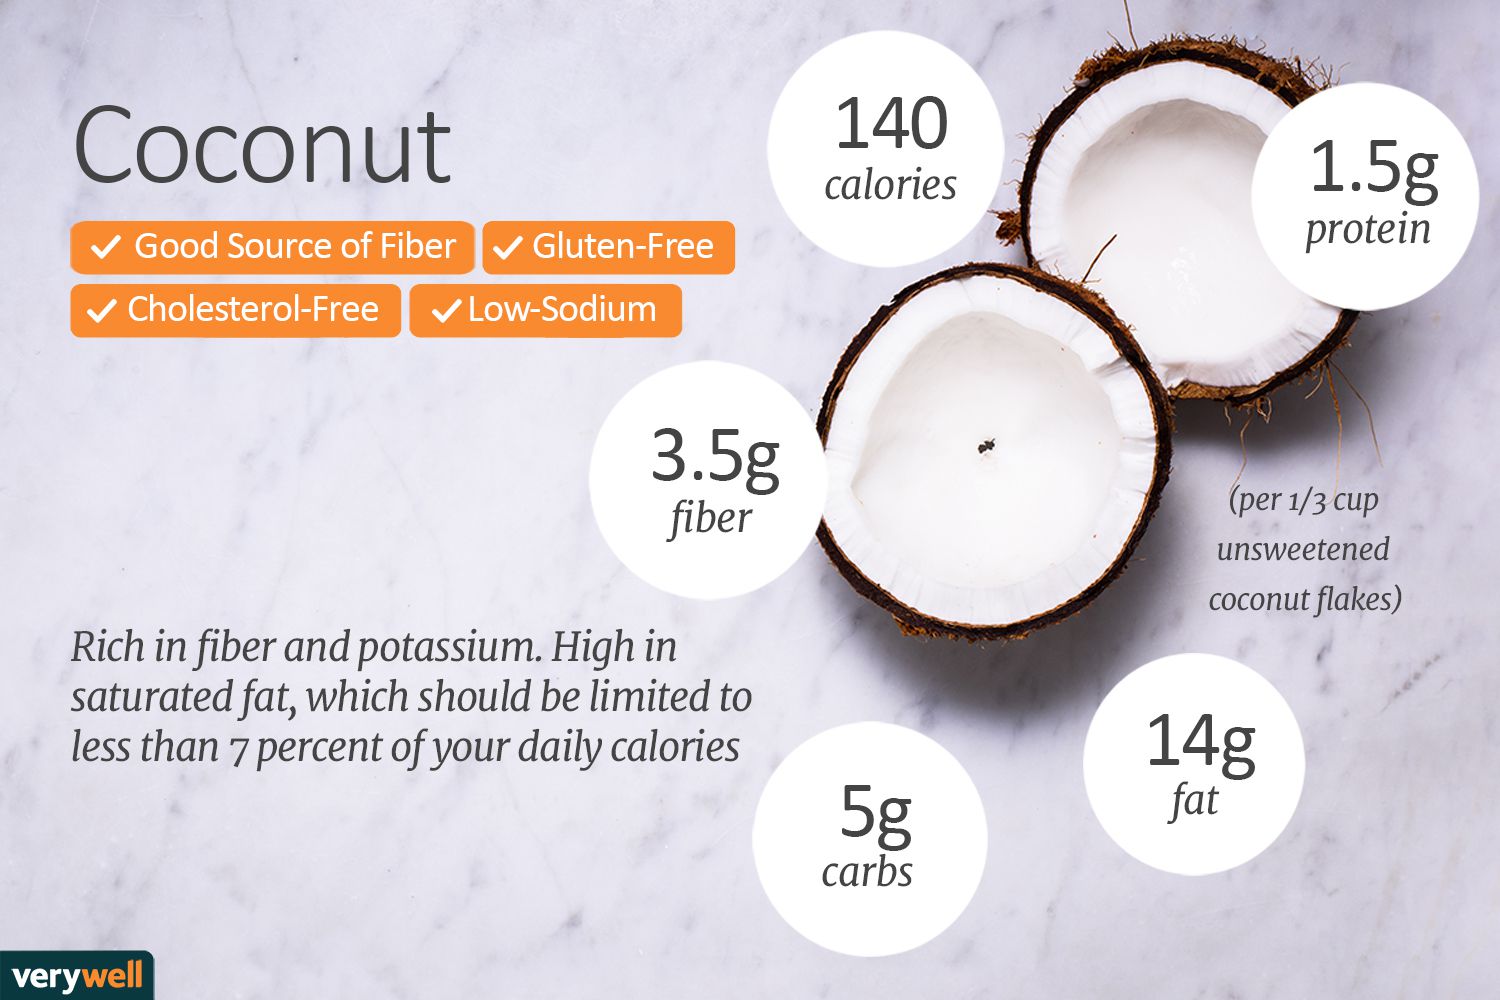 Coconut
Good Source of Fiber
Gluten-Free
Cholesterol-Free
Low-Sodium
140
calories
1.5g
protein
3.5g
fiber
(per 1/3 cup
unsweetened
coconut flakes)
Rich in fiber and potassium. High in
saturated fat, which should be limited to
less than 7 percent of your daily calories
14g
fat
5g
carbs
verywell